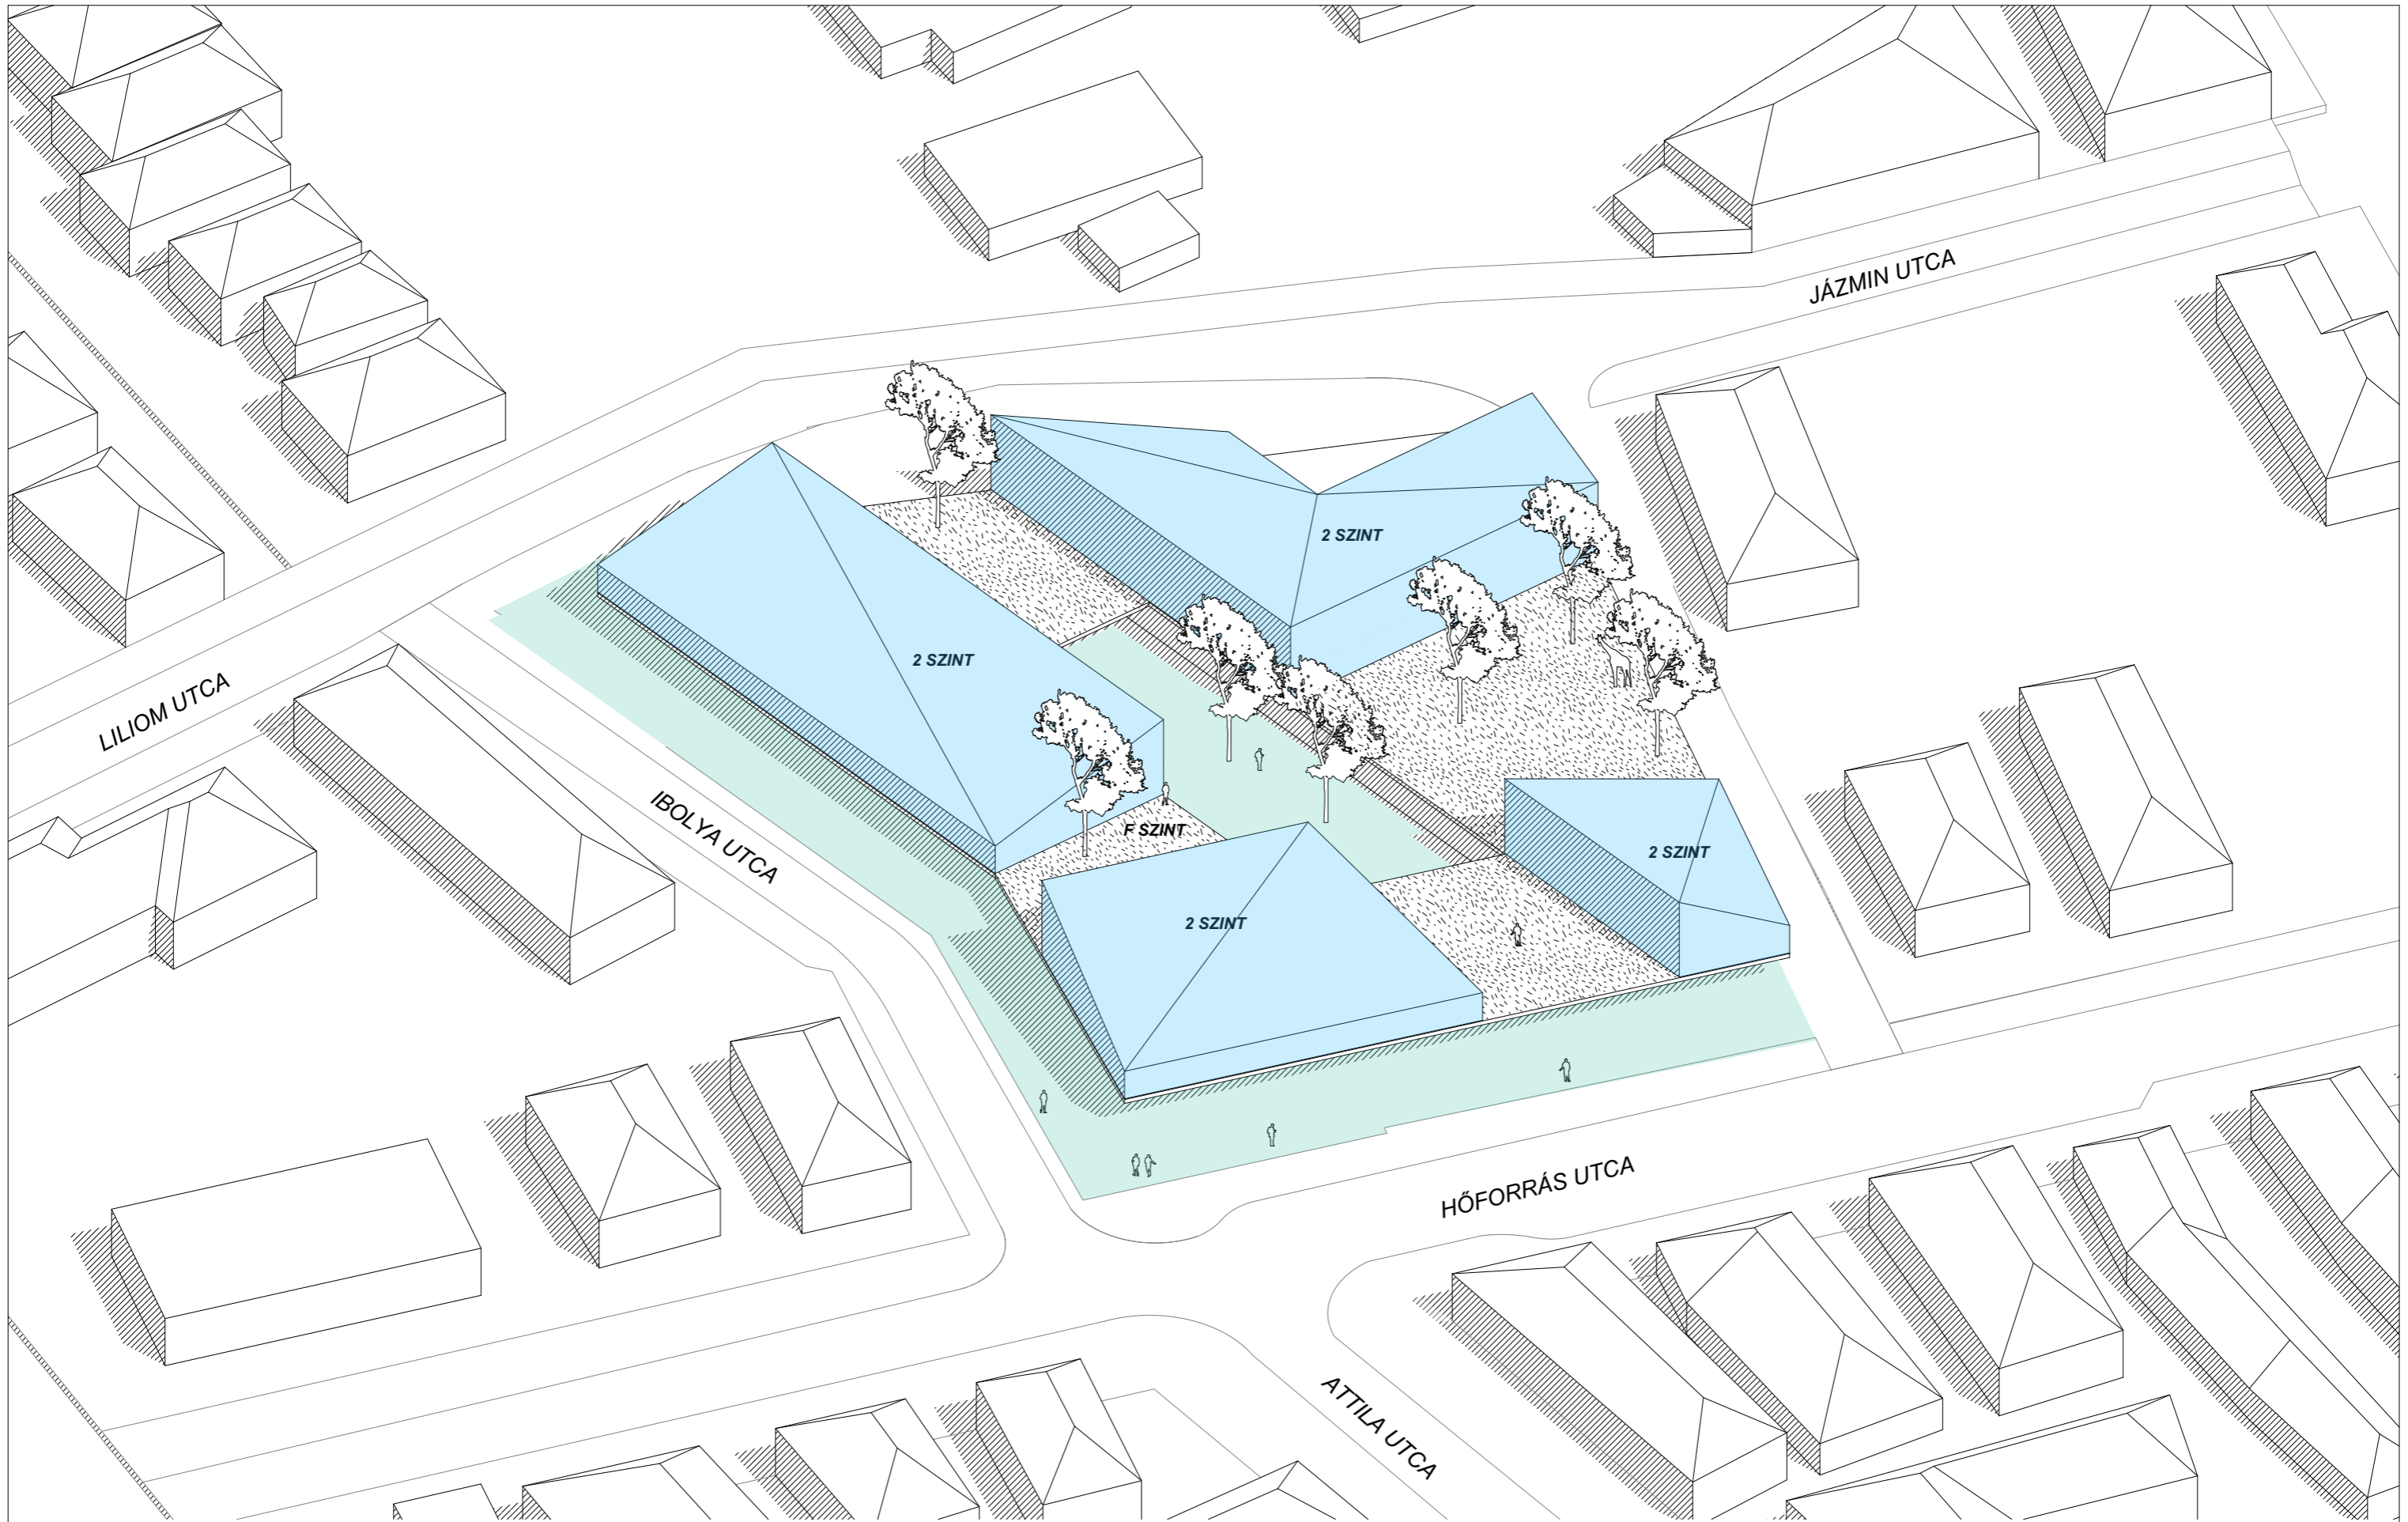 JÁZMIN UTCA
2 SZINT
2 SZINT
LILIOM UTCA
IBOLYA UTCA
F SZINT
2 SZINT
2 SZINT
HŐFORRÁS UTCA
ATTILA UTCA